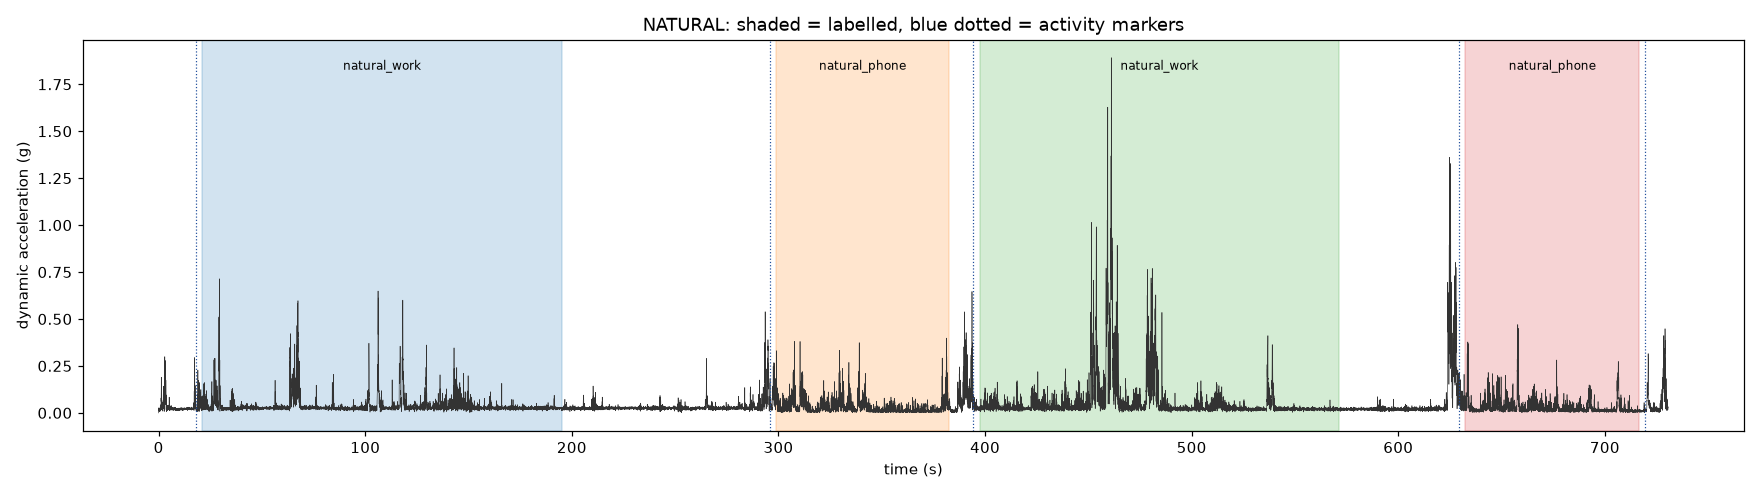 NATURAL: shaded = labelled, blue dotted = activity markers
natural_work
natural_phone
natural_work
natural_phone
dynamic acceleration (g)
1.75
1.50
1.25
1.00
0.75
0.50
0.25
0.00
0 100 200 300 400 500 600 700
time (s)